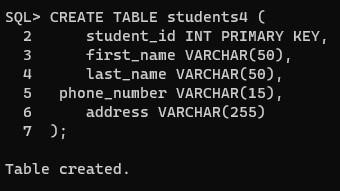 SQL> CREATE TABLE students4 (
  2      student_id INT PRIMARY KEY,
  3      first_name VARCHAR(50),
  4      last_name VARCHAR(50),
  5   phone_number VARCHAR(15),
  6      address VARCHAR(255)
  7  );
Table created.